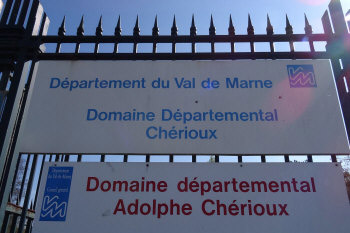 Département du Val de Marne
Domaine Départemental
Chérioux
Domaine départemental
Adolphe Chérioux